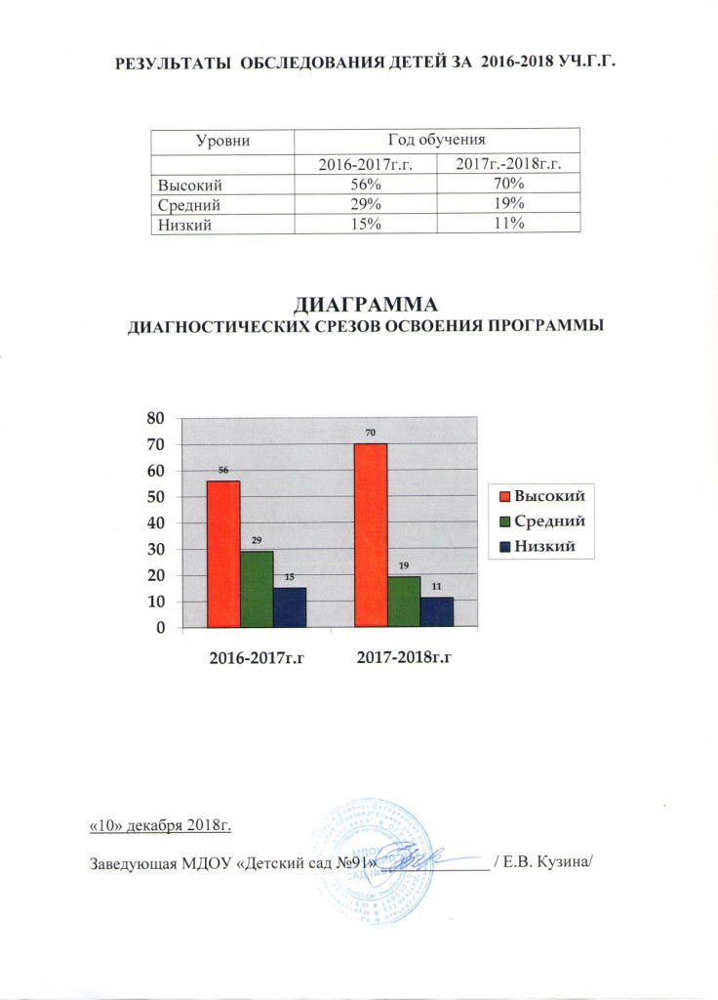 РЕЗУЛЬТАТЫ ОБСЛЕДОВАНИЯ ДЕТЕЙ ЗА 2016-2018 УЧ.Г.Г.
Уровни Год обучения
2016-2017г.г. 2017г.-2018г.г.
Высокий 56% 70%
Средний 29% 19%
Низкий 15% 11%
ДИАГРАММА
ДИАГНОСТИЧЕСКИХ СРЕЗОВ ОСВОЕНИЯ ПРОГРАММЫ
80
70
60
50
40
30
20
10
0
56
29
15
70
19
11
2016-2017г.г 2017-2018г.г
Высокий
Средний
Низкий
«10» декабря 2018г.
Заведующая МДОУ «Детский сад №91» / Е.В. Кузина/
МДОУ